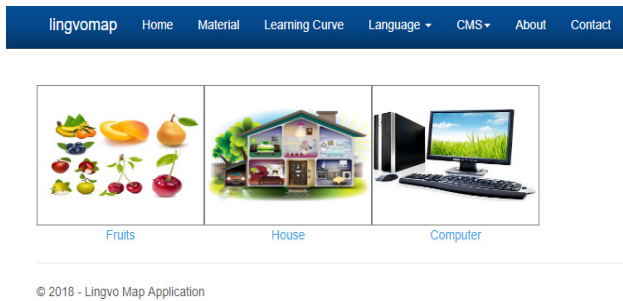 lingvomap Home Material Learning Curve Language CMS About Contact
Fruits House Computer
© 2018 - Lingvo Map Application